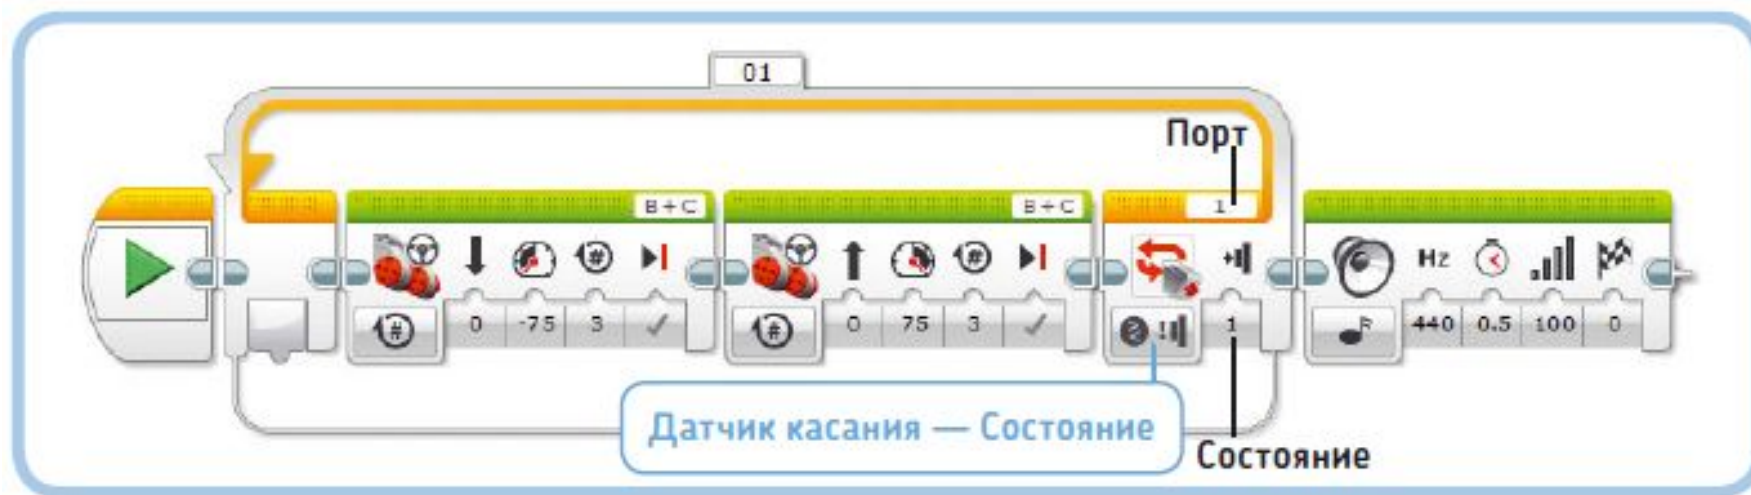 01
Порт
B+C
B+C
1
Hz
#
#
#
0 -75 3
#
0 75 3
1
440 0.5 100 0
Датчик касания — Состояние
Состояние